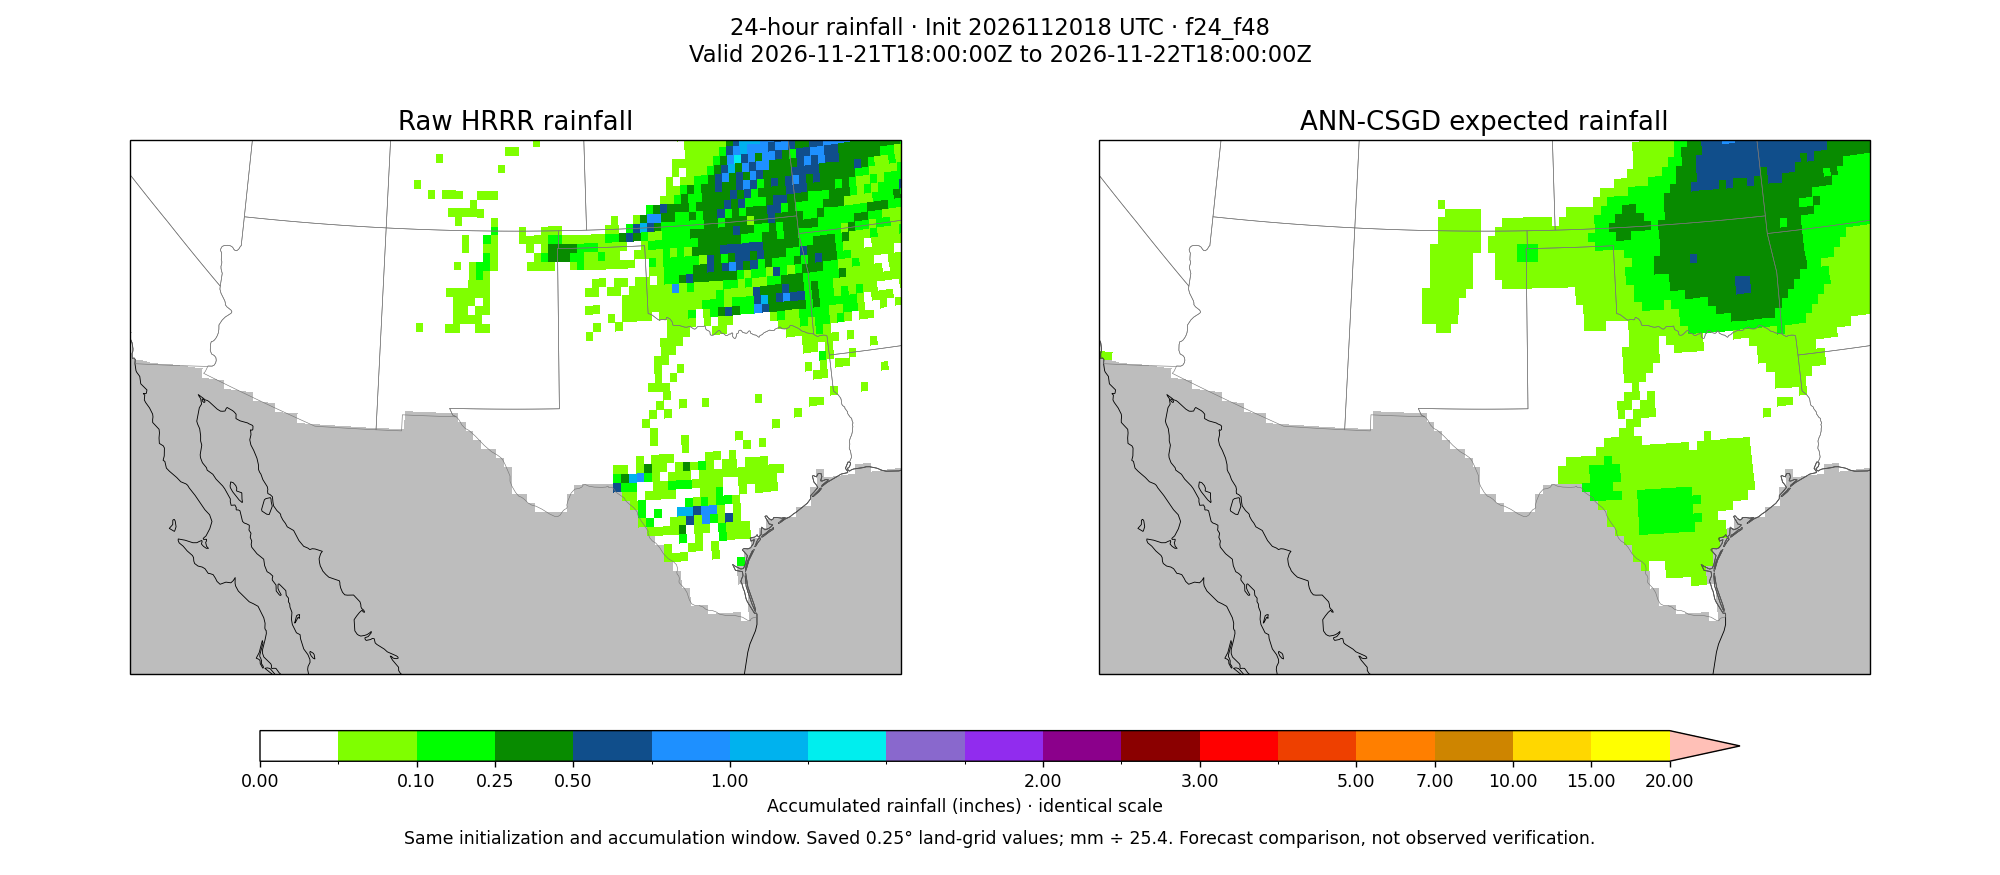 24-hour rainfall · Init 2026112018 UTC · f24_f48
Valid 2026-11-21T18:00:00Z to 2026-11-22T18:00:00Z
Raw HRRR rainfall
ANN-CSGD expected rainfall
0.00 0.10 0.25 0.50 1.00 2.00 3.00 5.00 7.00 10.00 15.00 20.00
Accumulated rainfall (inches) · identical scale
Same initialization and accumulation window. Saved 0.25° land-grid values; mm ÷ 25.4. Forecast comparison, not observed verification.